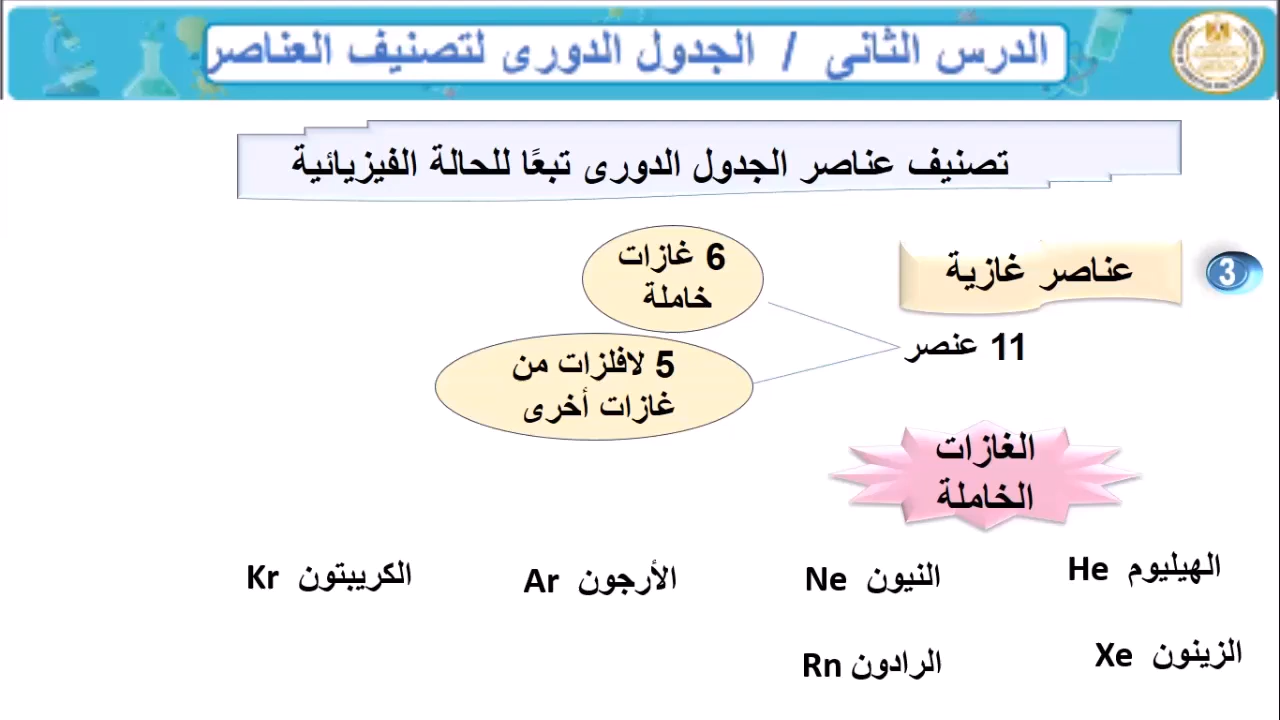 الدرس الثانى / الجدول الدورى لتصنيف العناصر
تصنيف عناصر الجدول الدورى تبعًا للحالة الفيزيائية
3 عناصر غازية
11 عنصر
6 غازات
خاملة
5 لافلزات من
غازات أخرى
الغازات
الخاملة
الهيليوم He
النيون Ne
الأرجون Ar
الكريبتون Kr
الزينون Xe
الرادون Rn